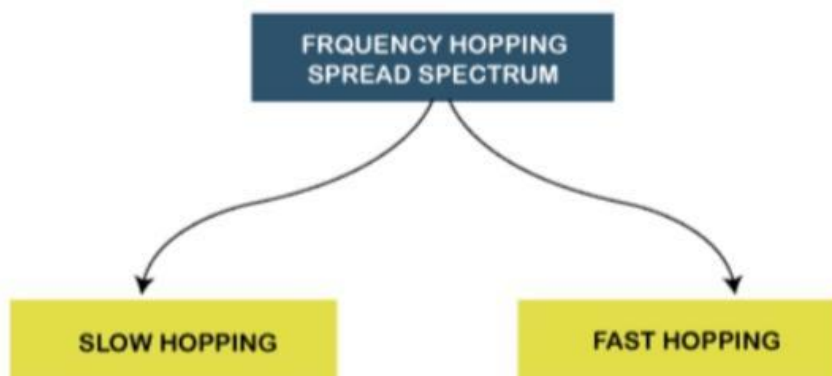 FRQUENCY HOPPING
SPREAD SPECTRUM
SLOW HOPPING
FAST HOPPING